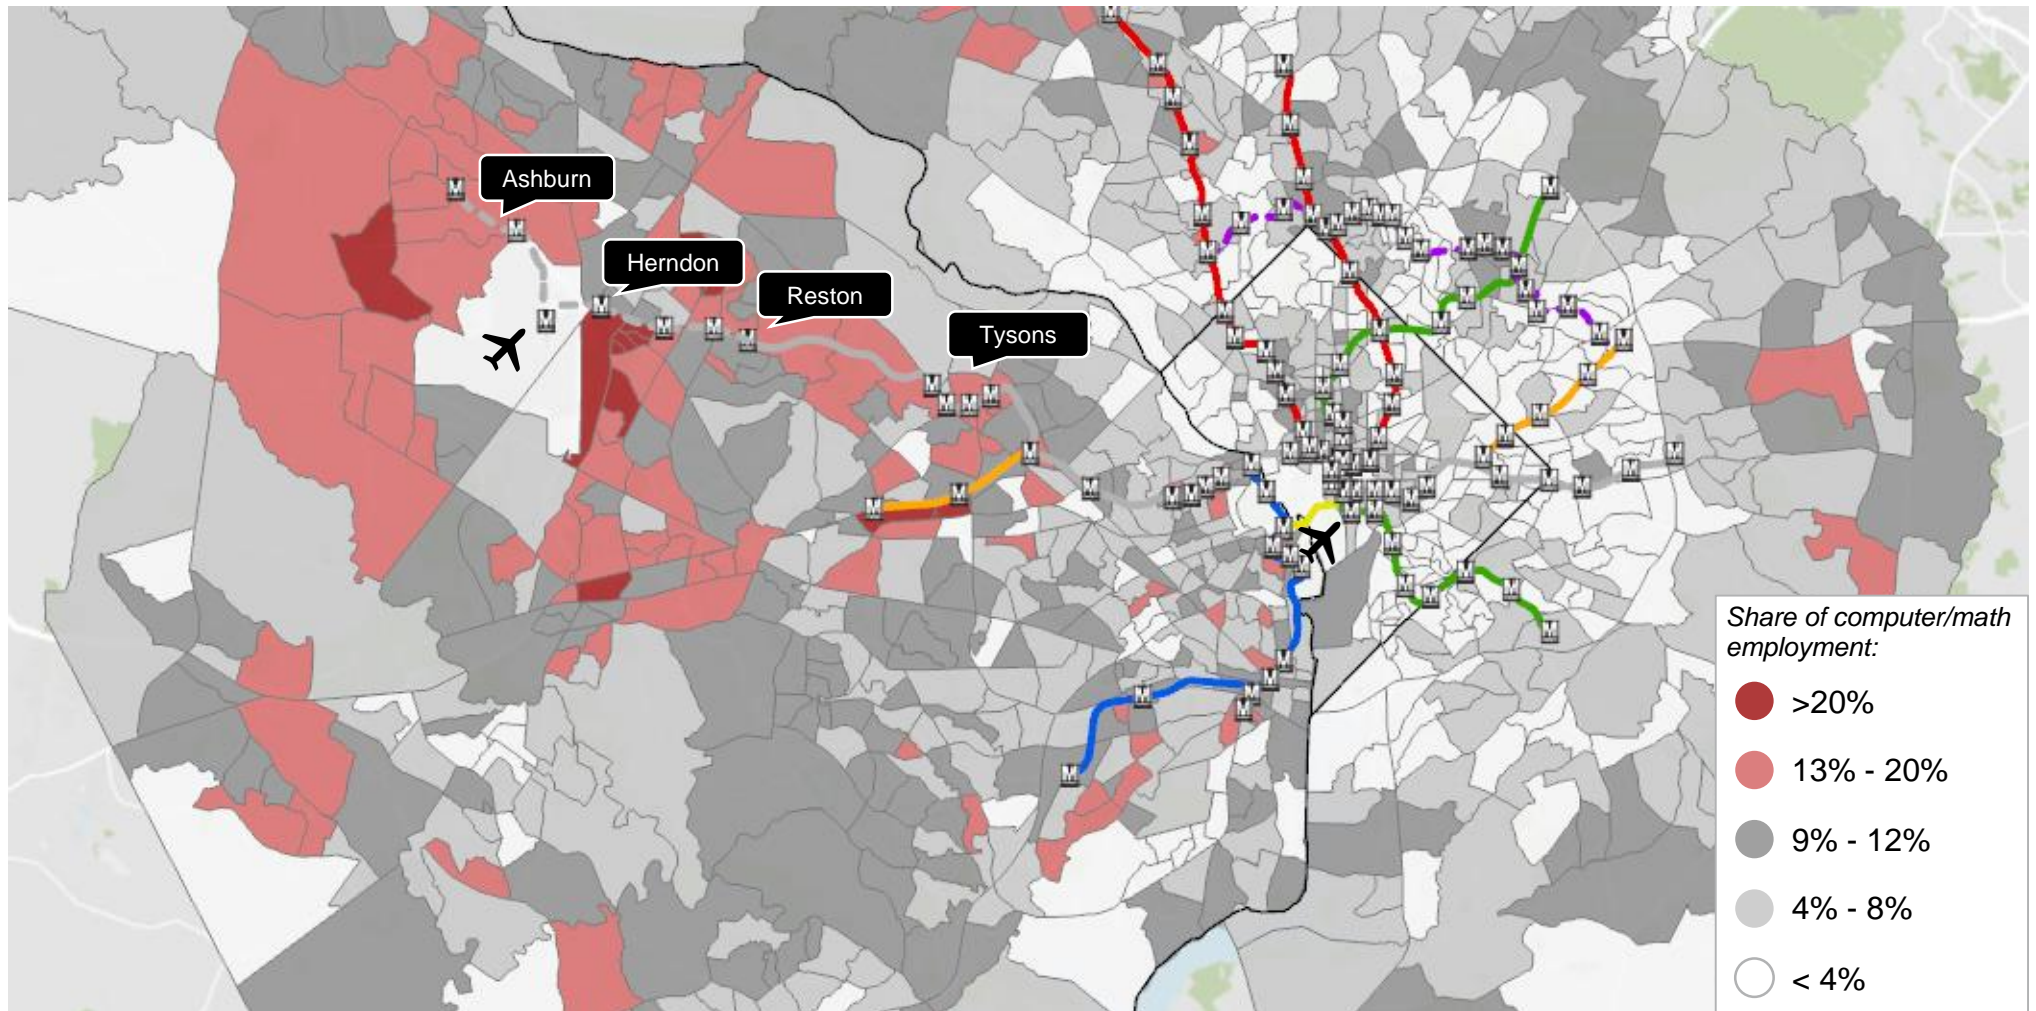 Ashburn
Herndon
Reston
Tysons
Share of computer/math
employment:
>20%
13% - 20%
9% - 12%
4% - 8%
< 4%